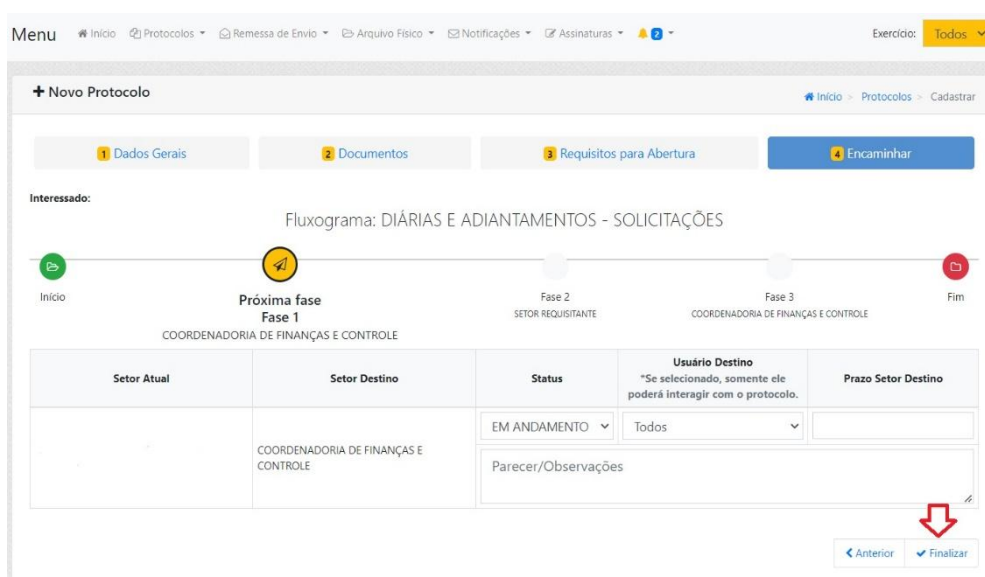 Menu Início Protocolos Remessa de Envio Arquivo Físico Notificações Assinaturas 2 Exercício: Todos
+ Novo Protocolo Início > Protocolos > Cadastrar
1 Dados Gerais 2 Documentos 3 Requisitos para Abertura 4 Encaminhar
Interessado:
Fluxograma: DIÁRIAS E ADIANTAMENTOS - SOLICITAÇÕES
Início
Próxima fase
Fase 1
COORDENADORIA DE FINANÇAS E CONTROLE
Fase 2
SETOR REQUISITANTE
Fase 3
COORDENADORIA DE FINANÇAS E CONTROLE
Fim
Setor Atual
Setor Destino
Status
Usuário Destino
*Se selecionado, somente ele
poderá interagir com o protocolo.
Prazo Setor Destino
COORDENADORIA DE FINANÇAS E
CONTROLE
EM ANDAMENTO
Todos
Parecer/Observações
Anterior Finalizar